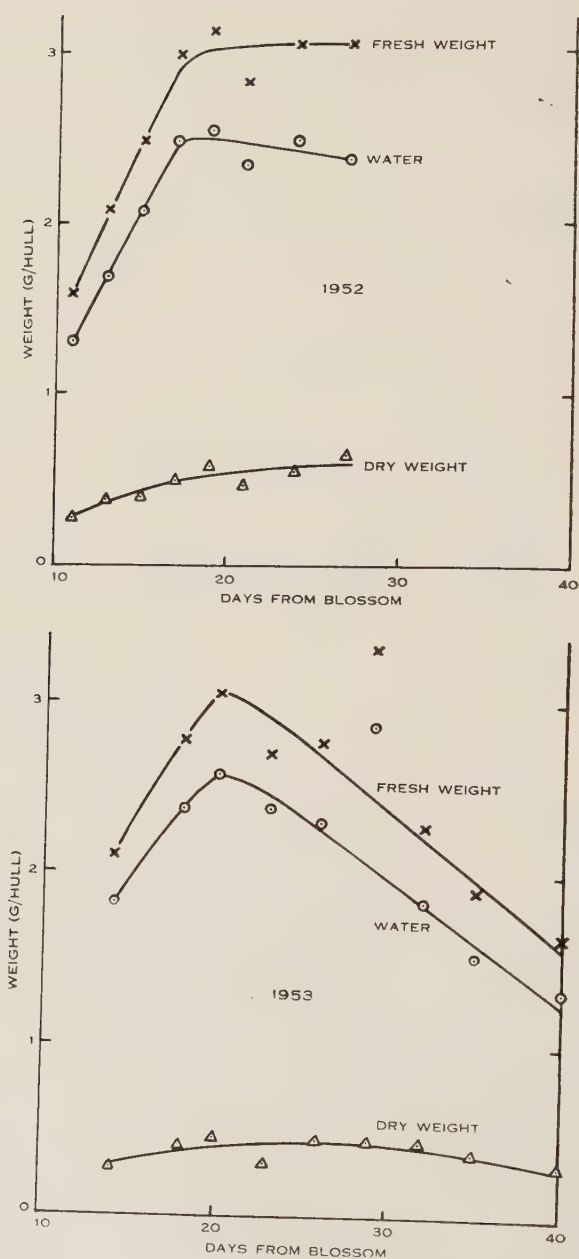 3
FRESH WEIGHT
WATER
2
WEIGHT (G/HULL)
1952
1
DRY WEIGHT
0
10 20 30 40
DAYS FROM BLOSSOM
3
FRESH WEIGHT
2
WATER
WEIGHT (G/HULL)
1953
1
DRY WEIGHT
0
10 20 30 40
DAYS FROM BLOSSOM